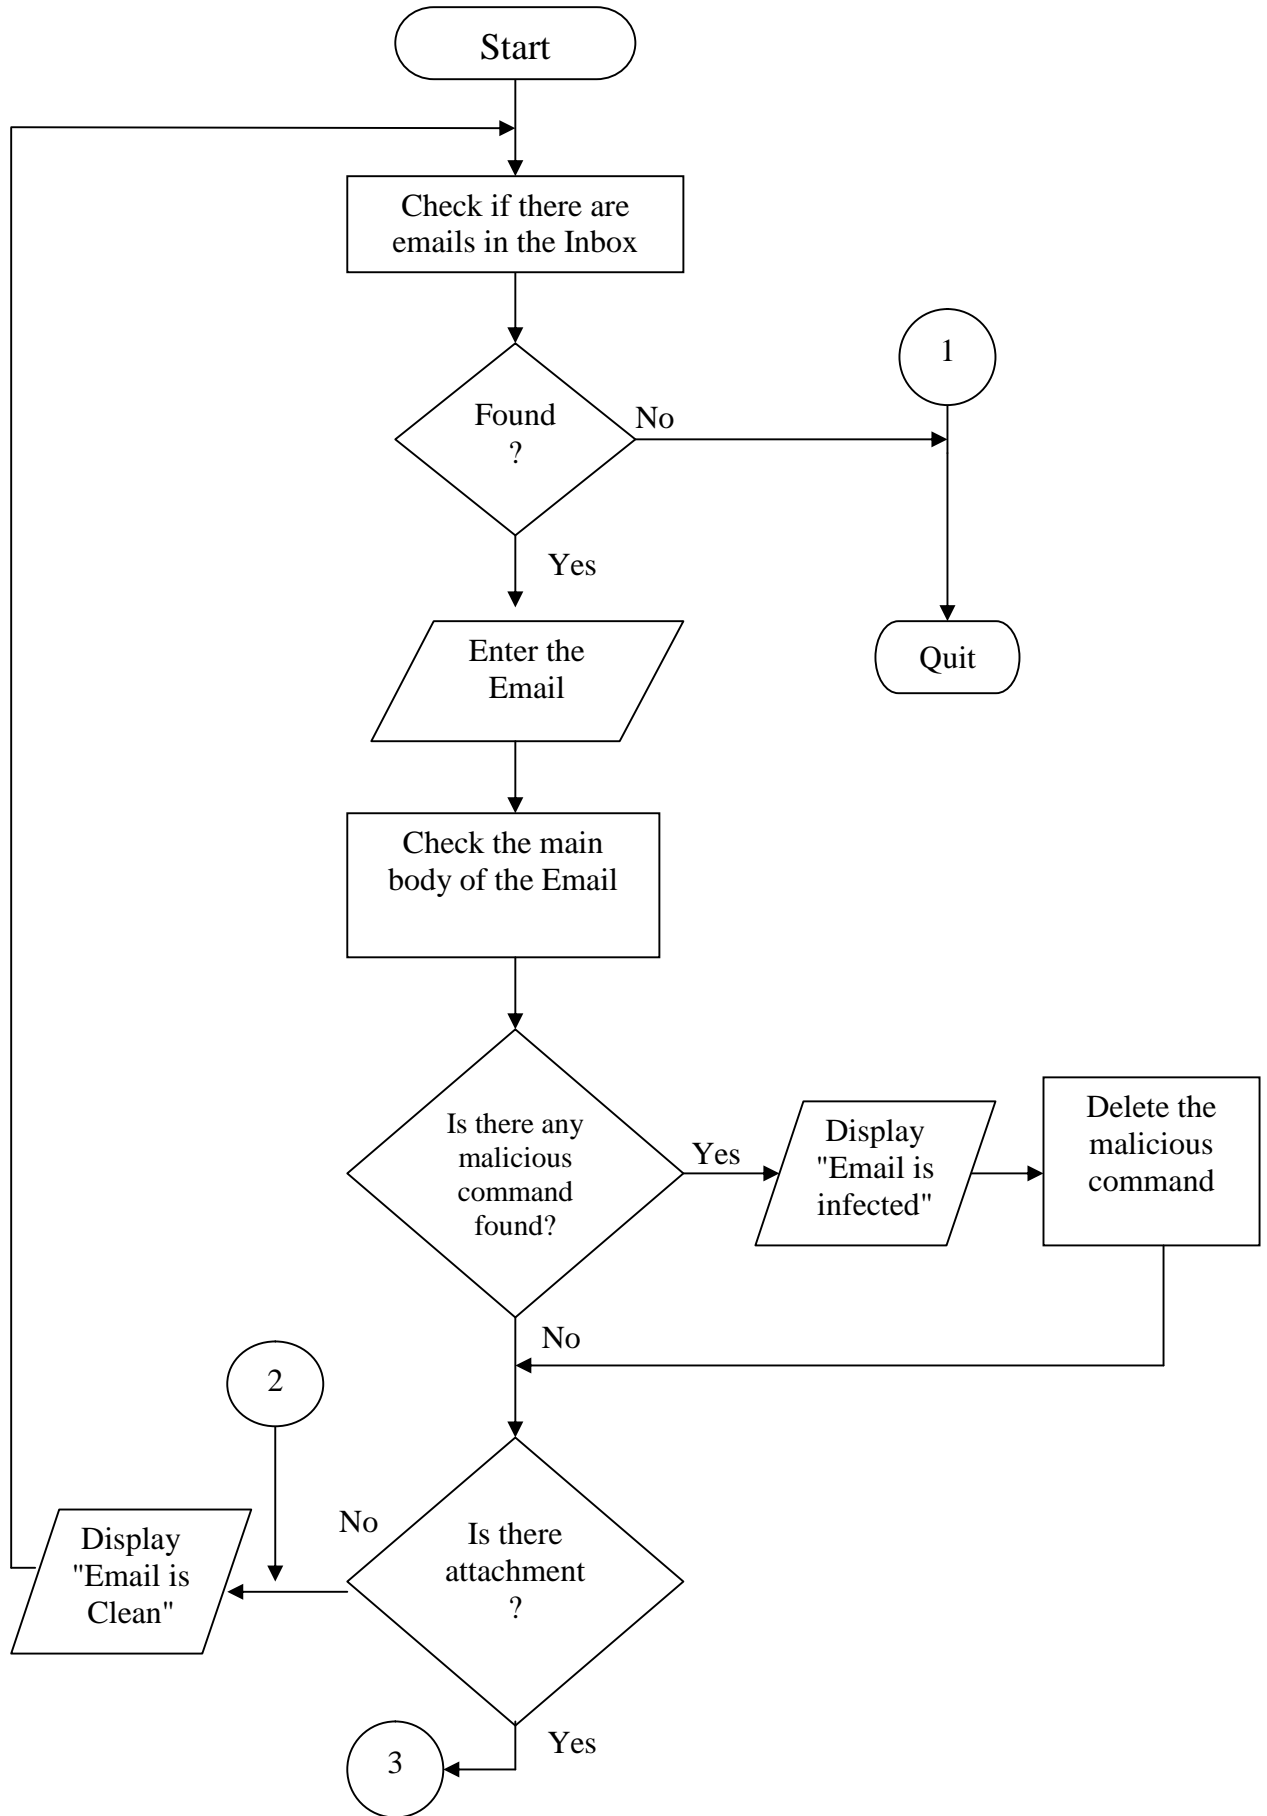 Start
Check if there are
emails in the Inbox
1
Found
?
No
Yes
Enter the
Email
Quit
Check the main
body of the Email
Is there any
malicious
command
found?
Yes
Display
"Email is
infected"
Delete the
malicious
command
No
2
No
Display
"Email is
Clean"
Is there
attachment
?
Yes
3